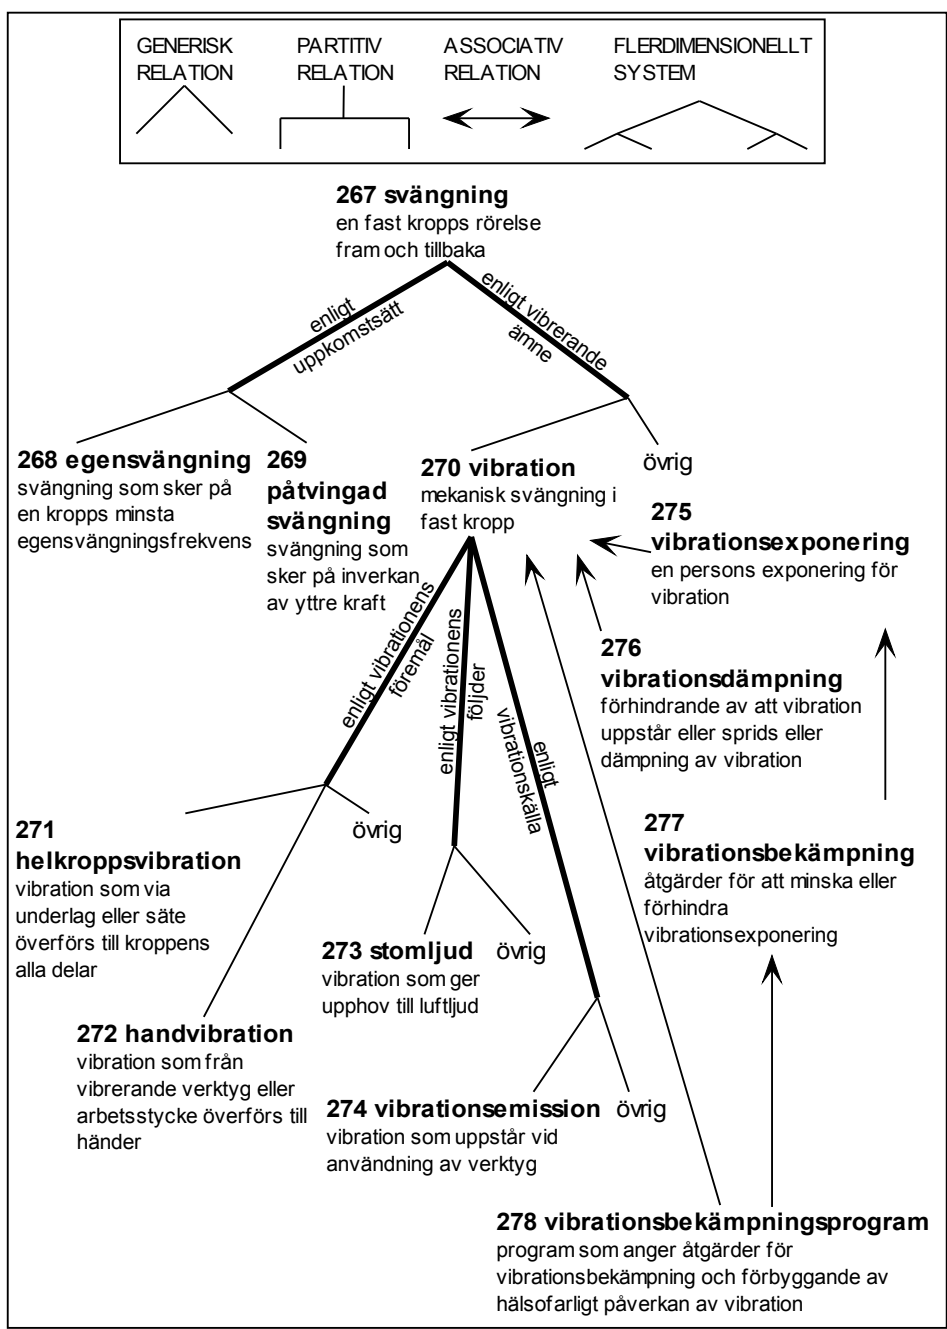 GENERISK
RELATION
PARTITIV
RELATION
ASSOCIATIV
RELATION
FLERDIMENSIONELLT
SYSTEM
267 svängning
en fast kropps rörelse
fram och tillbaka
enligt
uppkomstsätt
enligt vibrerande
ämne
268 egensvängning
svängning som sker på
en kropps minsta
egensvängningsfrekvens
269
påtvingad
svängning
svängning som
sker på inverkan
av yttre kraft
270 vibration
mekanisk svängning i
fast kropp
övrig
275
vibrationsexponering
en persons exponering för
vibration
276
vibrationsdämpning
förhindrande av att vibration
uppstår eller sprids eller
dämpning av vibration
enligt vibrationens
föremål
enligt vibrationens
följder
enligt
vibrationskälla
277
vibrationsbekämpning
åtgärder för att minska eller
förhindra
vibrationsexponering
271
helkroppsvibration
vibration som via
underlag eller säte
överförs till kroppens
alla delar
övrig
273 stomljud
vibration som ger
upphov till luftljud
övrig
272 handvibration
vibration som från
vibrerande verktyg eller
arbetsstycke överförs till
händer
274 vibrationsemission
vibration som uppstår vid
användning av verktyg
övrig
278 vibrationsbekämpningsprogram
program som anger åtgärder för
vibrationsbekämpning och förbyggande av
hälsofarligt påverkan av vibration